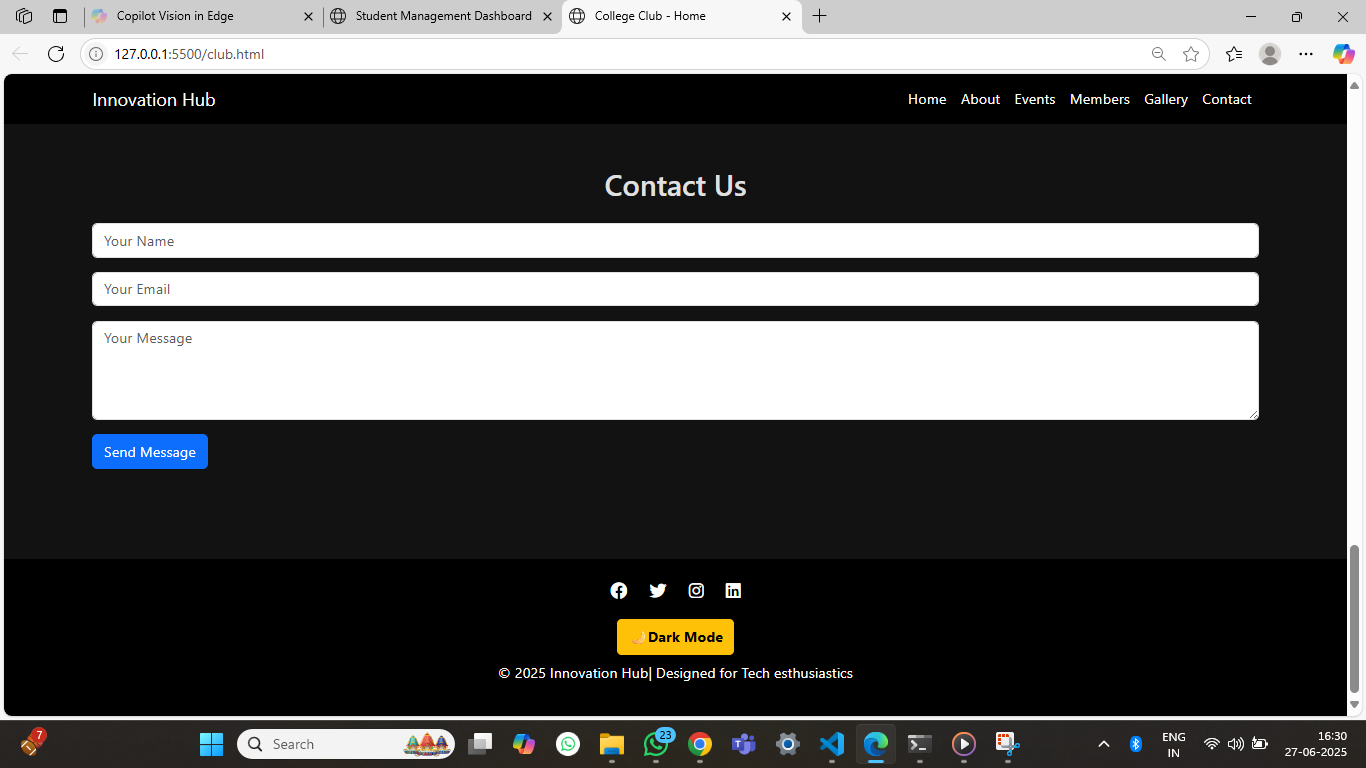 Copilot Vision in Edge
Student Management Dashboard
College Club - Home
127.0.0.1:5500/club.html
Innovation Hub
Home About Events Members Gallery Contact
Contact Us
Your Name
Your Email
Your Message
Send Message
🌙Dark Mode
© 2025 Innovation Hub| Designed for Tech esthusiastics
7
Search
23
ENG
IN
16:30
27-06-2025